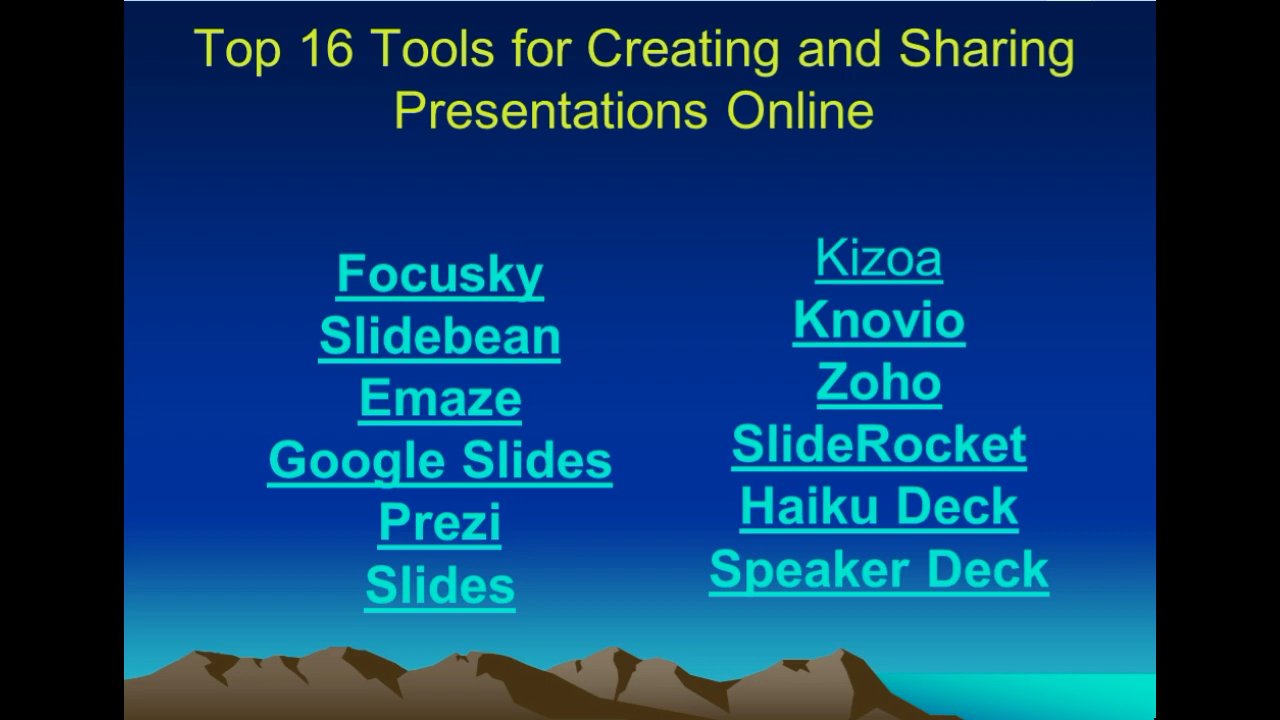 Top 16 Tools for Creating and Sharing
Presentations Online
Focusky
Slidebean
Emaze
Google Slides
Prezi
Slides
Kizoa
Knovio
Zoho
SlideRocket
Haiku Deck
Speaker Deck